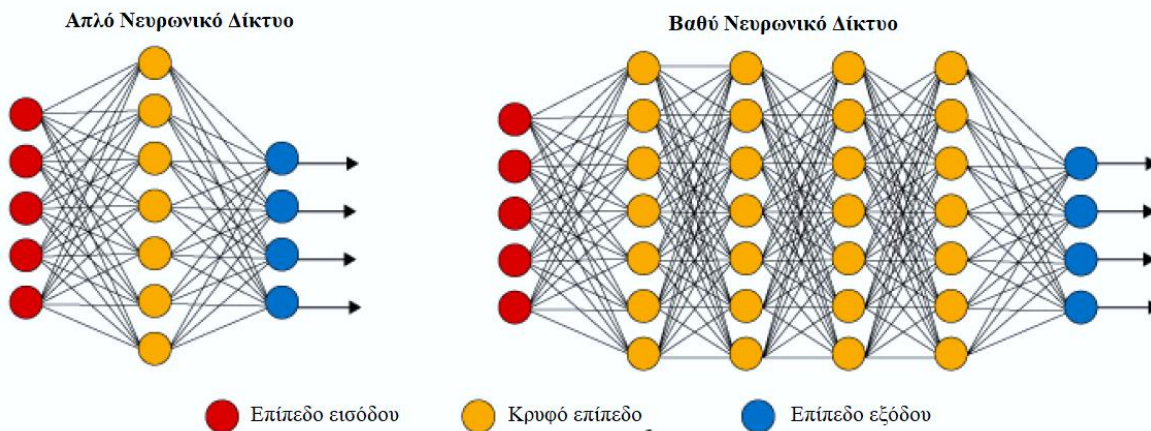 Απλό Νευρωνικό Δίκτυο
Βαθύ Νευρωνικό Δίκτυο
Επίπεδο εισόδου
Κρυφό επίπεδο
Επίπεδο εξόδου